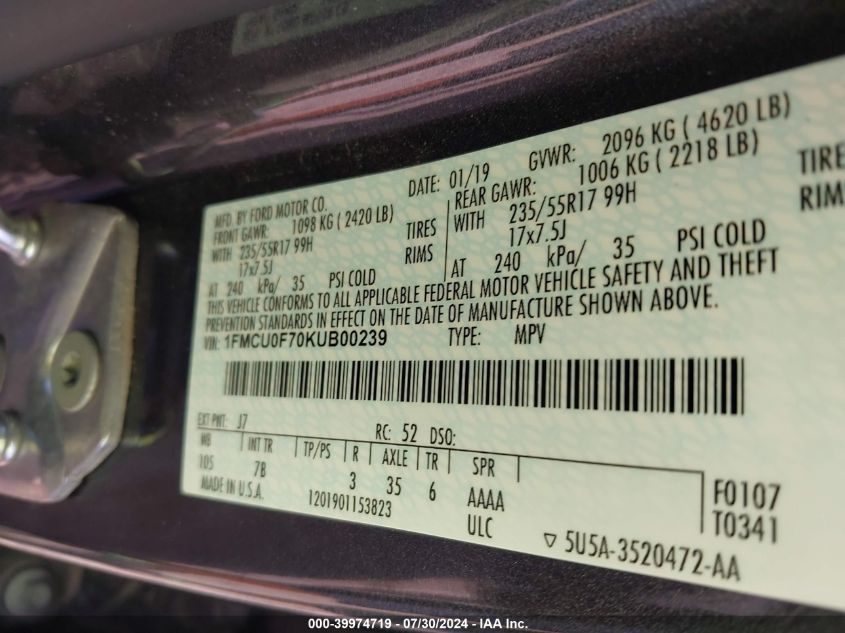 MFD. BY FORD MOTOR CO.
DATE: 01/19
GVWR: 2096 KG ( 4620 LB)
FRONT GAWR: 1098 KG ( 2420 LB)
REAR GAWR: 1006 KG ( 2218 LB)
WITH 235/55R17 99H TIRES
WITH 235/55R17 99H TIRE
17x7.5J RIMS
17x7.5J RIM
AT 240 kPa/ 35 PSI COLD
AT 240 kPa/ 35 PSI COLD
THIS VEHICLE CONFORMS TO ALL APPLICABLE FEDERAL MOTOR VEHICLE SAFETY AND THEFT
PREVENTION STANDARDS IN EFFECT ON THE DATE OF MANUFACTURE SHOWN ABOVE.
VIN: 1FMCU0F70KUB00239 TYPE: MPV
EXT PNT: J7 RC: 52 DSO:
WB INT TR TP/PS R AXLE TR SPR
105 7B 3 35 6 AAAA
MADE IN U.S.A. 1201901153823 ULC
F0107
T0341
▽ 5U5A-3520472-AA
000-39974719 - 07/30/2024 - IAA Inc.